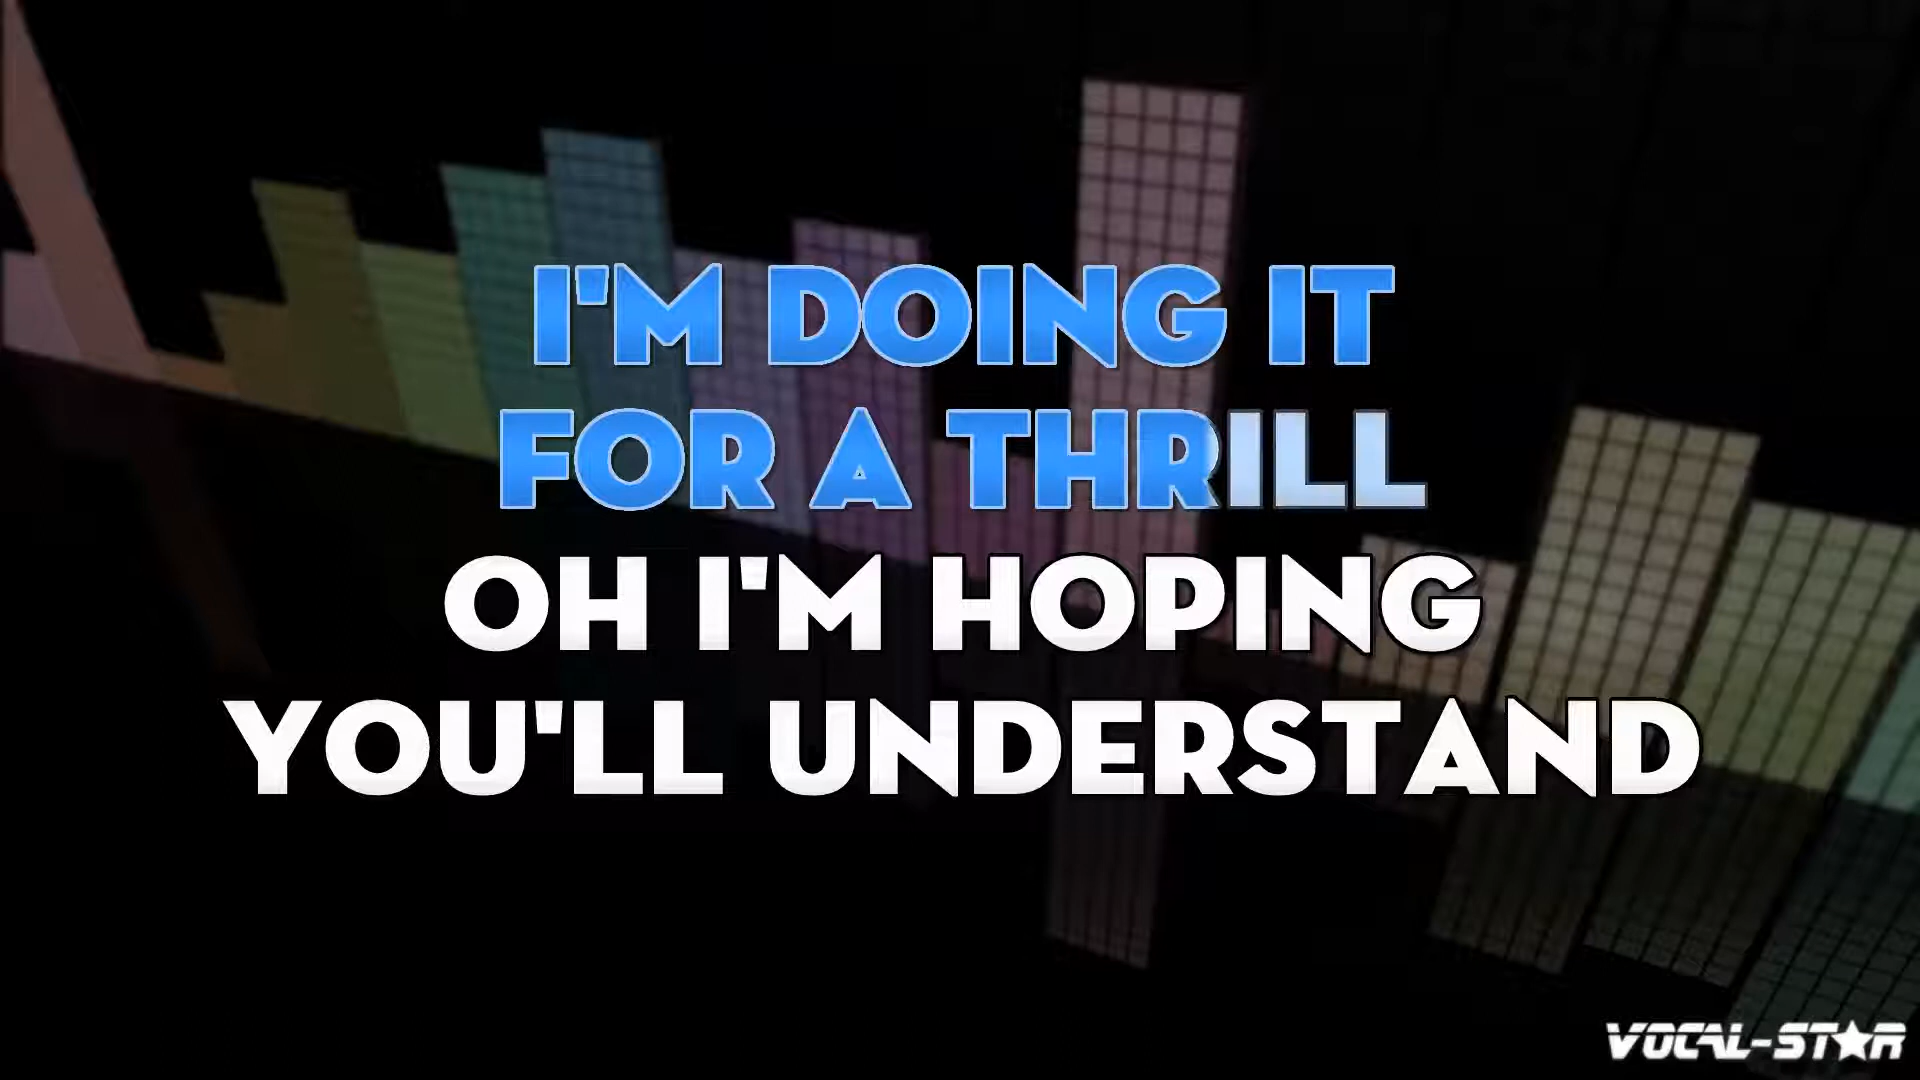 I'M DOING IT
FOR A THRILL
OH I'M HOPING
YOU'LL UNDERSTAND
VOCAL-STAR